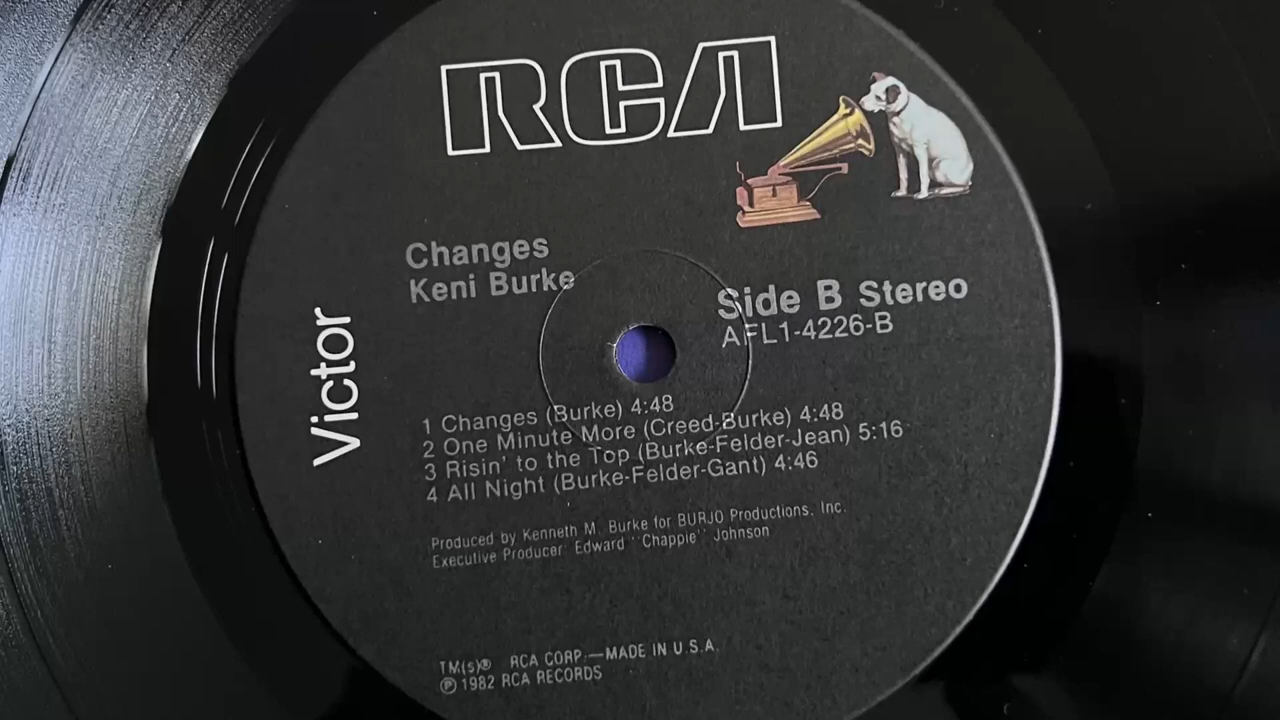 RCA
Victor
Changes
Keni Burke
Side B Stereo
AFL1-4226-B
1 Changes (Burke) 4:48
2 One Minute More (Creed-Burke) 4:48
3 Risin' to the Top (Burke-Felder-Jean) 5:16
4 All Night (Burke-Felder-Gant) 4:46
Produced by Kenneth M. Burke for BURJO Productions, Inc.
Executive Producer: Edward "Chappie" Johnson
TM(s)® RCA CORP.—MADE IN U.S.A.
℗ 1982 RCA RECORDS